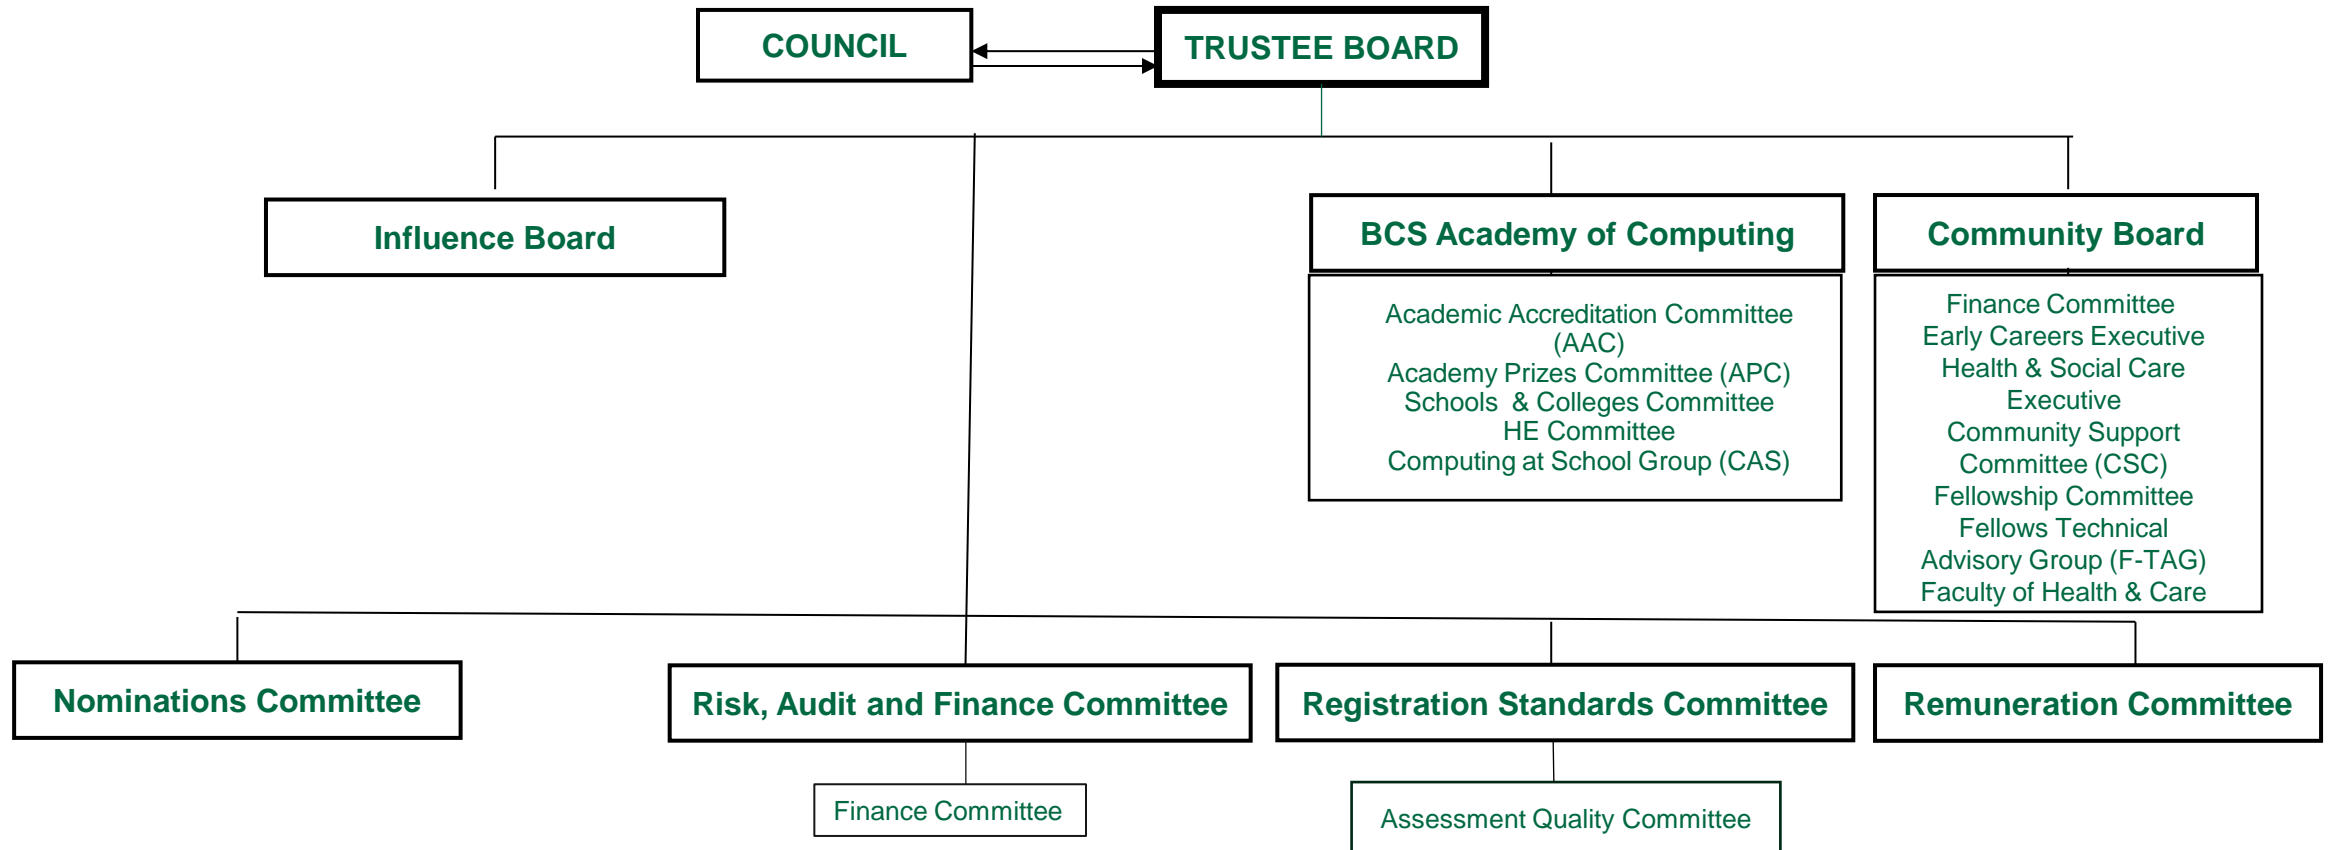 COUNCIL
TRUSTEE BOARD
Influence Board
BCS Academy of Computing
Community Board
Academic Accreditation Committee
(AAC)
Academy Prizes Committee (APC)
Schools & Colleges Committee
HE Committee
Computing at School Group (CAS)
Finance Committee
Early Careers Executive
Health & Social Care
Executive
Community Support
Committee (CSC)
Fellowship Committee
Fellows Technical
Advisory Group (F-TAG)
Faculty of Health & Care
Nominations Committee
Risk, Audit and Finance Committee
Registration Standards Committee
Remuneration Committee
Finance Committee
Assessment Quality Committee